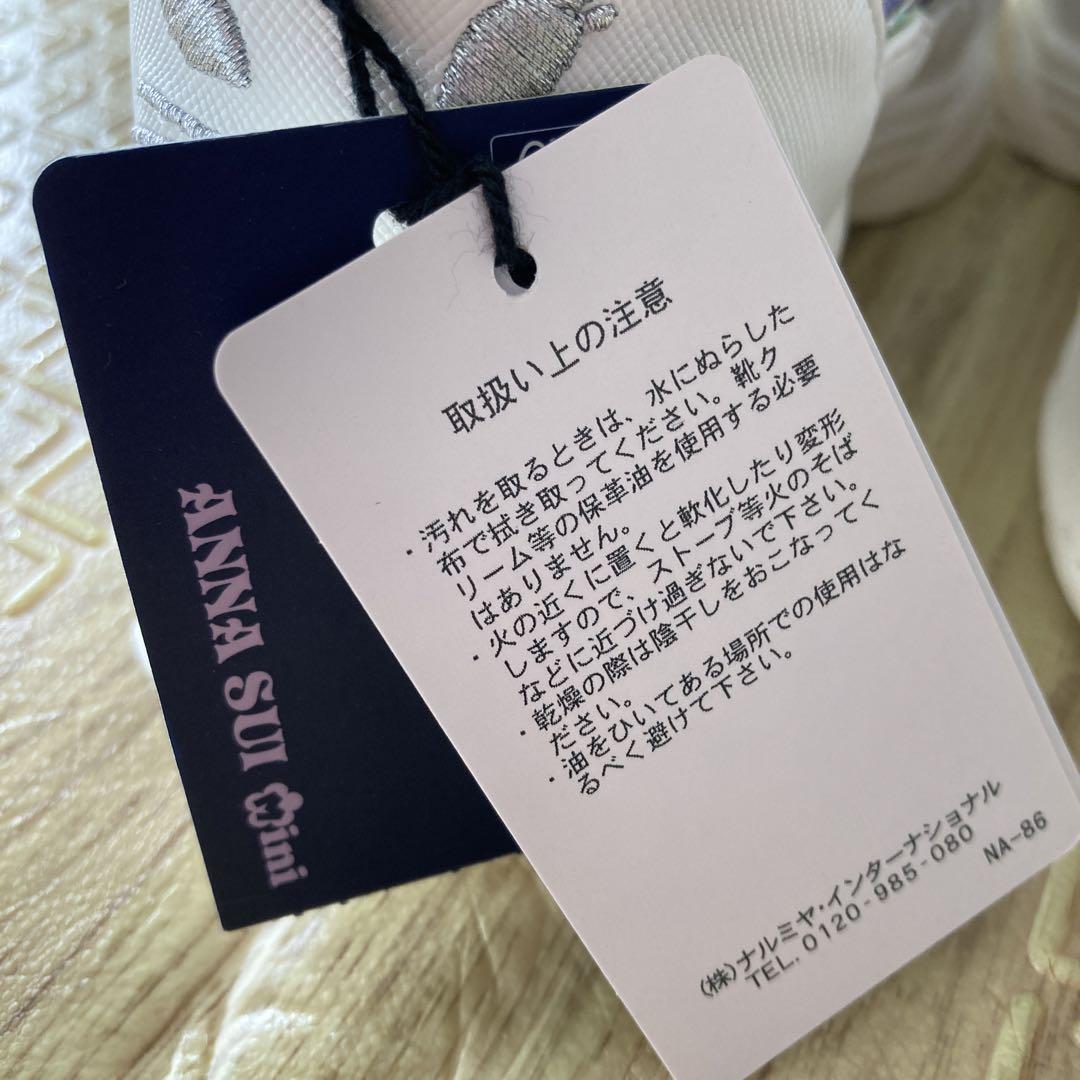 取扱い上の注意
・汚れを取るときは、水にぬらした
布で拭き取ってください。靴ク
リーム等の保革油を使用する必要
はありません。
・火の近くに置くと軟化したり変形
しますので、ストーブ等火のそば
などに近づけ過ぎないで下さい。
・乾燥の際は陰干しをおこなってく
ださい。
・油をひいてある場所での使用はな
るべく避けて下さい。
(株)ナルミヤ・インターナショナル
TEL. 0120-985-080
NA-86
ANNA SUI mini